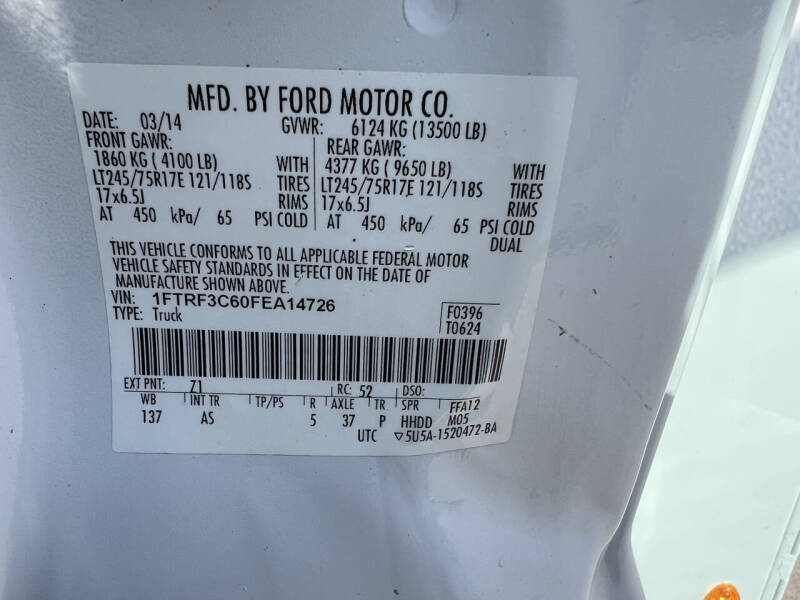 MFD. BY FORD MOTOR CO.
DATE: 03/14 GVWR: 6124 KG (13500 LB)
FRONT GAWR: REAR GAWR:
1860 KG ( 4100 LB) WITH 4377 KG ( 9650 LB) WITH
LT245/75R17E 121/118S TIRES LT245/75R17E 121/118S TIRES
17x6.5J RIMS 17x6.5J RIMS
AT 450 kPa/ 65 PSI COLD AT 450 kPa/ 65 PSI COLD
DUAL
THIS VEHICLE CONFORMS TO ALL APPLICABLE FEDERAL MOTOR
VEHICLE SAFETY STANDARDS IN EFFECT ON THE DATE OF
MANUFACTURE SHOWN ABOVE.
VIN: 1FTRF3C60FEA14726 F0396
TYPE: Truck T0624
EXT PNT: Z1 RC: 52 DSO:
WB INT TR TP/PS R AXLE TR SPR FFA12
137 AS 5 37 P HHDD M05
UTC ▽5U5A-1520472-BA